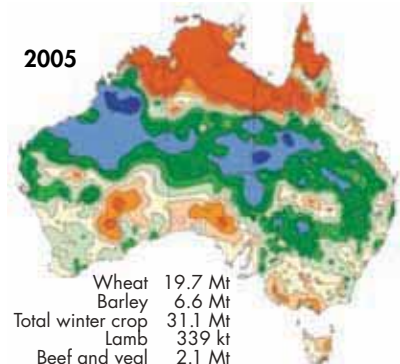 2005
Wheat 19.7 Mt
Barley 6.6 Mt
Total winter crop 31.1 Mt
Lamb 339 kt
Beef and veal 2.1 Mt